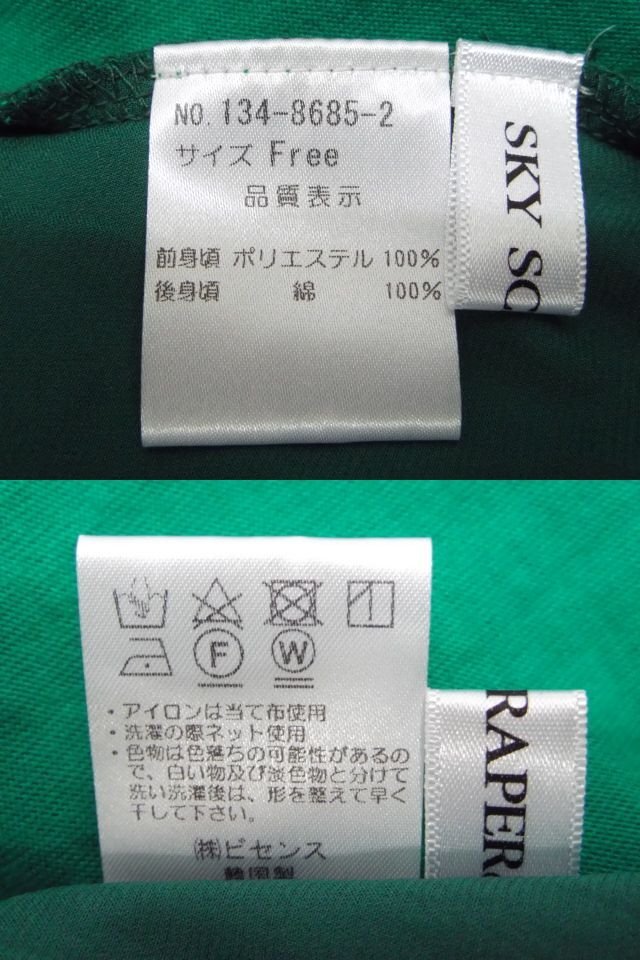 NO. 134-8685-2
サイズ Free
品質表示
前身頃 ポリエステル 100%
後身頃 綿 100%
SKY SC
F
W
・アイロンは当て布使用
・洗濯の際ネット使用
・色物は色落ちの可能性があるの
で、白い物及び淡色物と分けて
洗い洗濯後は、形を整えて早く
干して下さい。
㈱ビセンス
韓国製
RAPER